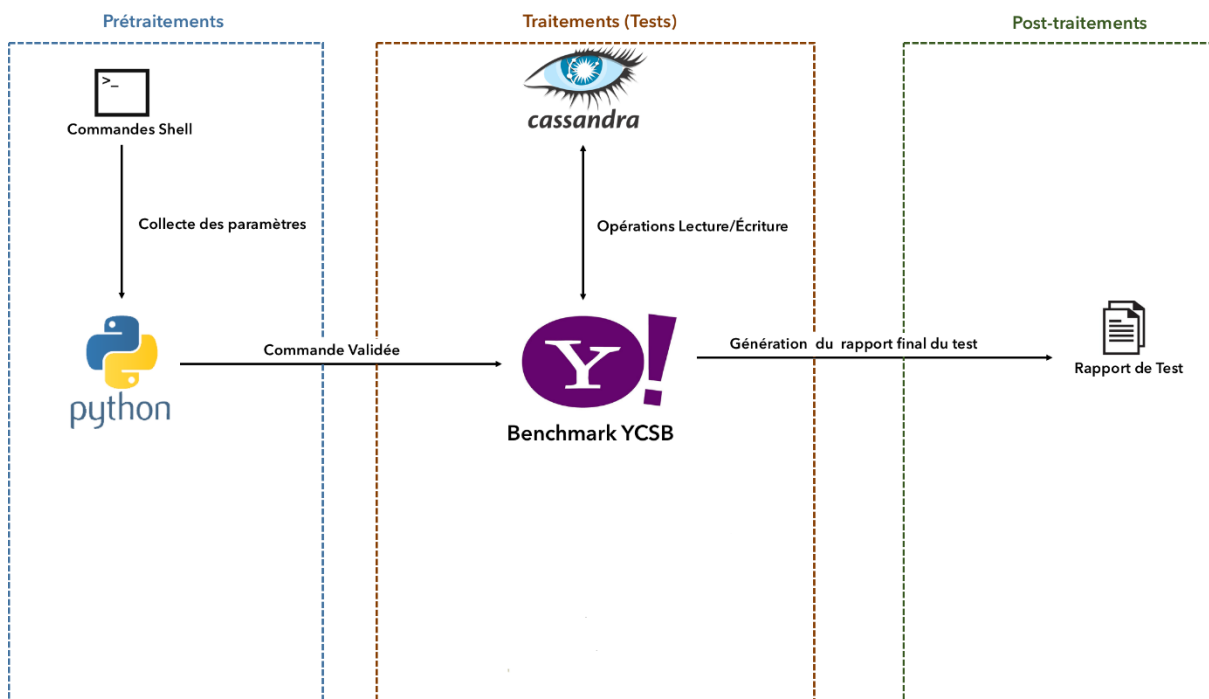 Prétraitements
Traitements (Tests)
Post-traitements
>_
Commandes Shell
cassandra
Collecte des paramètres
Opérations Lecture/Écriture
python
Commande Validée
Y!
Benchmark YCSB
Génération du rapport final du test
Rapport de Test